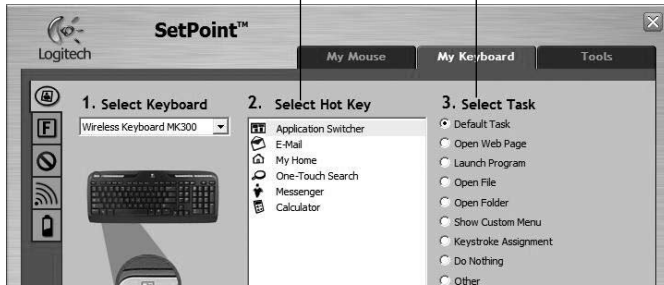 SetPoint™
Logitech
My Mouse
My Keyboard
Tools
1. Select Keyboard
Wireless Keyboard MK300
2. Select Hot Key
Application Switcher
E-Mail
My Home
One-Touch Search
Messenger
Calculator
3. Select Task
Default Task
Open Web Page
Launch Program
Open File
Open Folder
Show Custom Menu
Keystroke Assignment
Do Nothing
Other
F